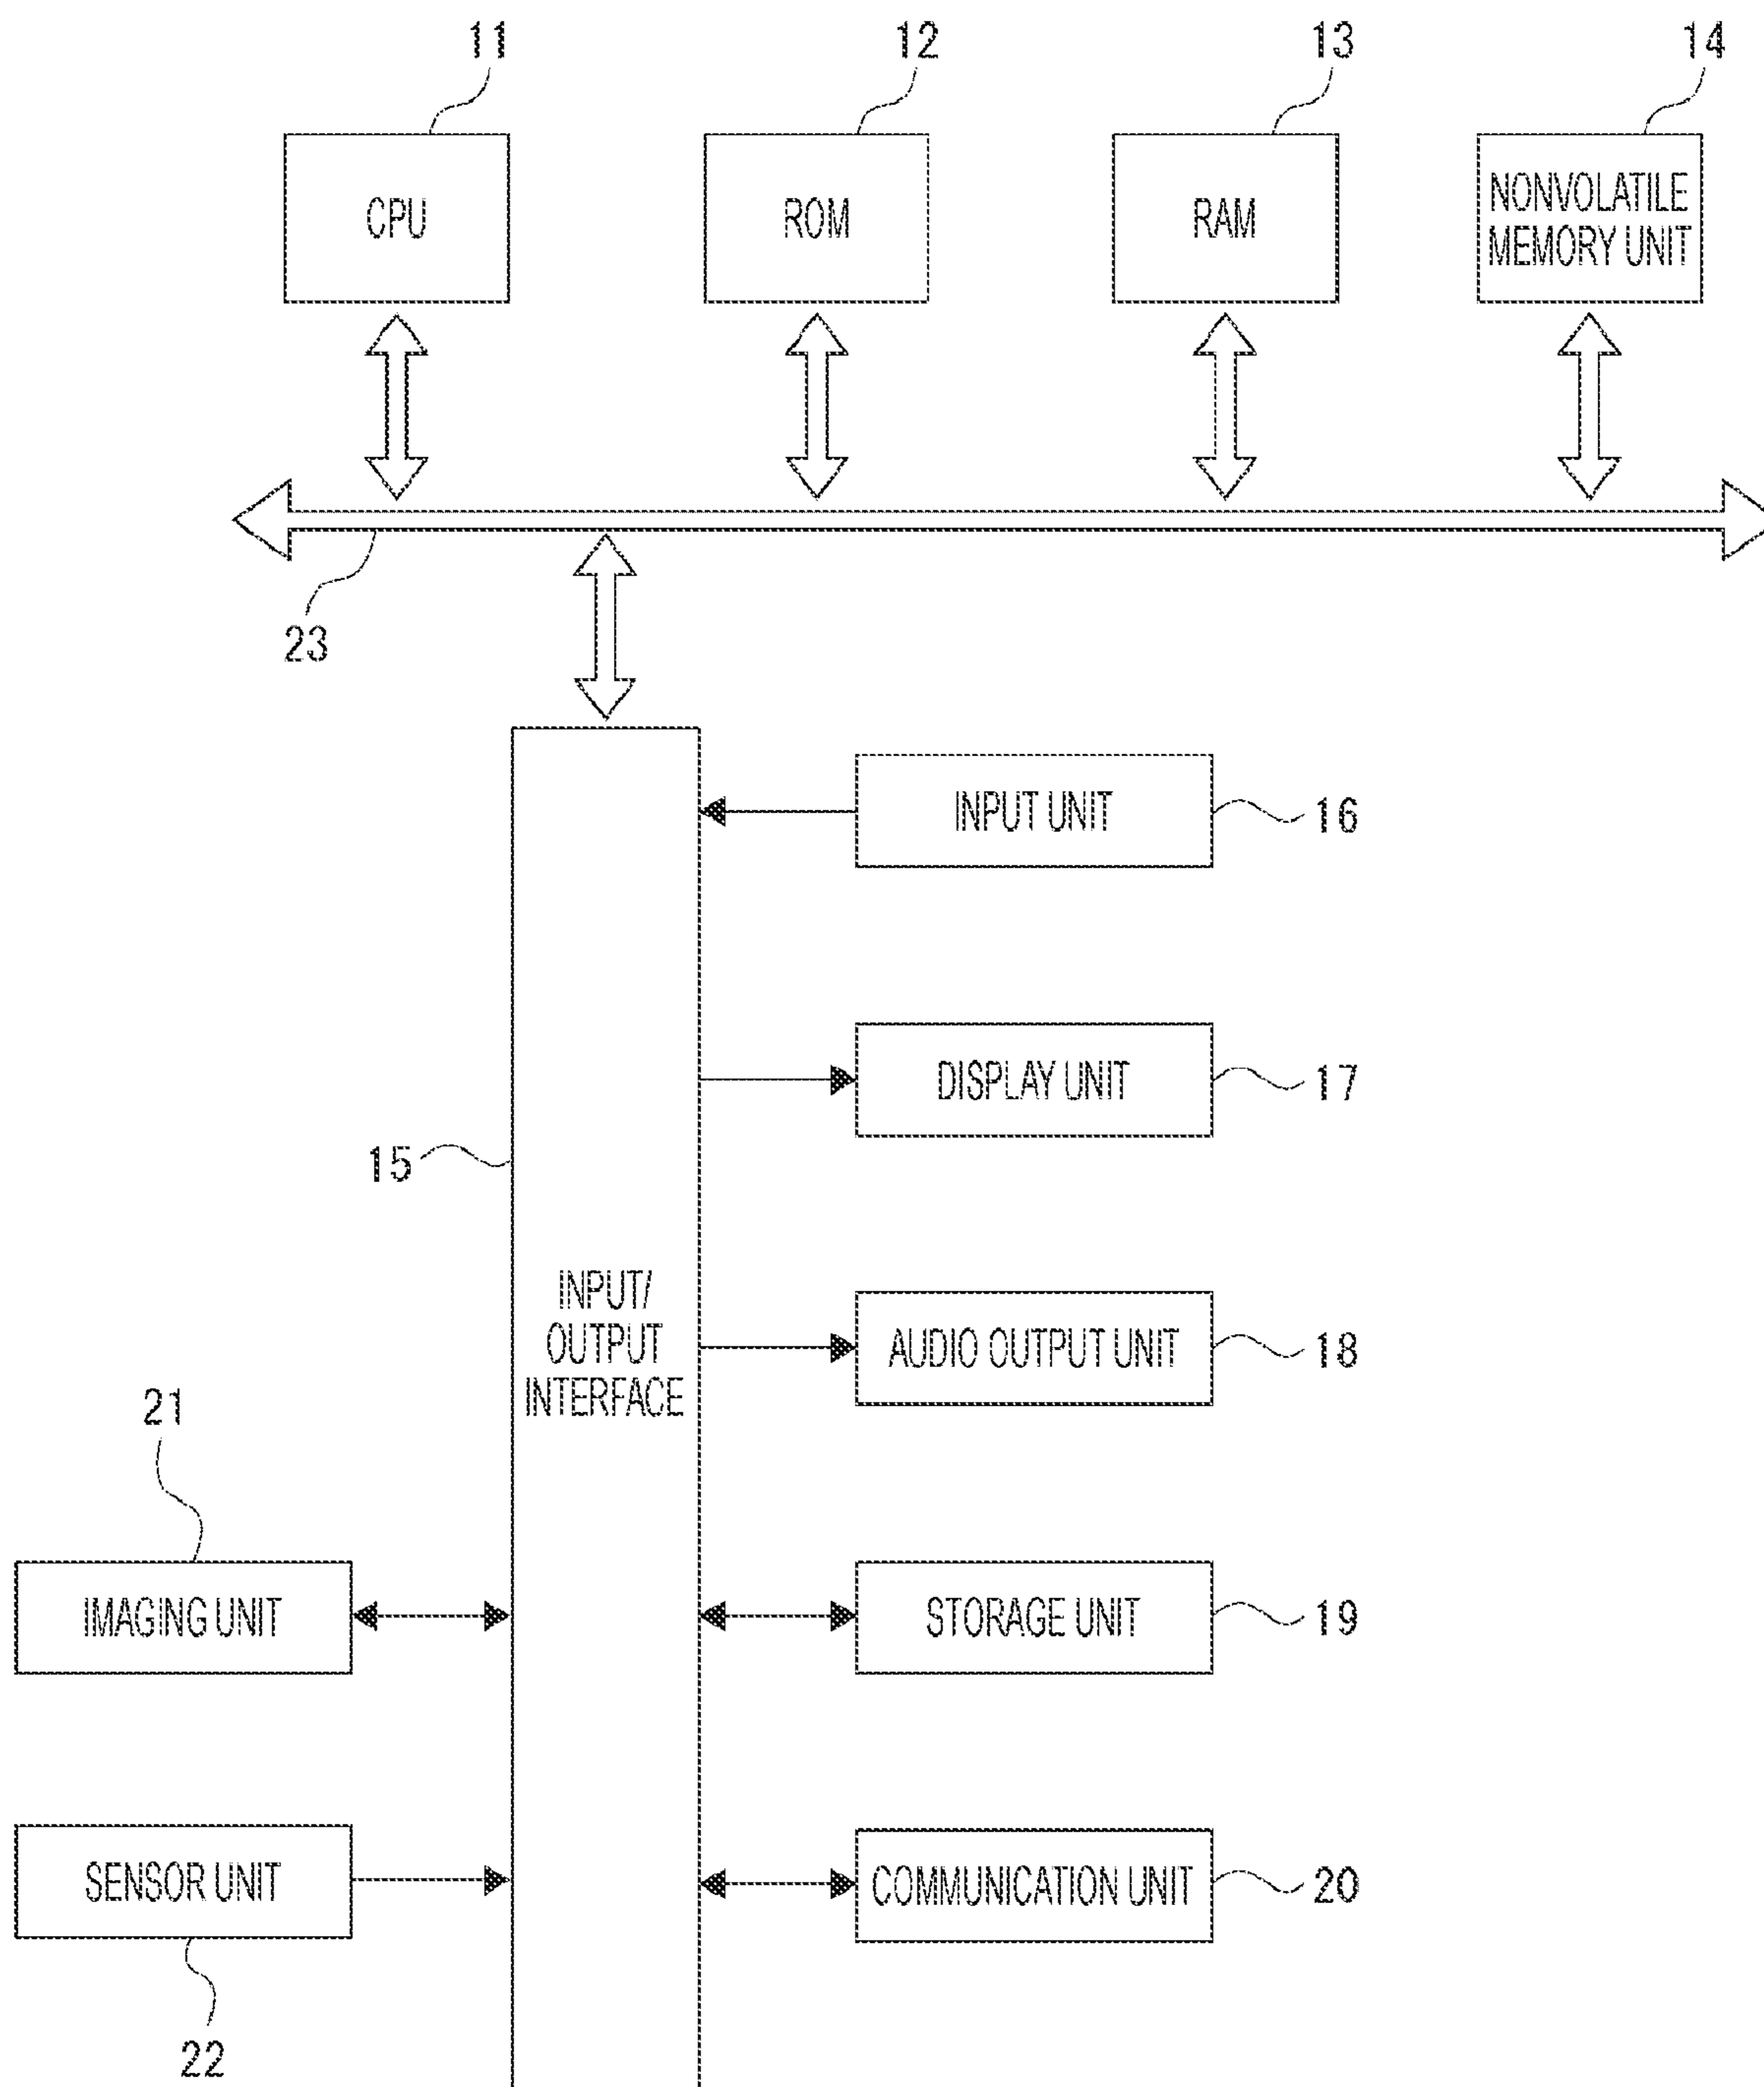 11
12
13
14
CPU
ROM
RAM
NONVOLATILE
MEMORY UNIT
23
INPUT UNIT
16
DISPLAY UNIT
17
15
INPUT/
OUTPUT
INTERFACE
AUDIO OUTPUT UNIT
18
21
IMAGING UNIT
STORAGE UNIT
19
SENSOR UNIT
COMMUNICATION UNIT
20
22